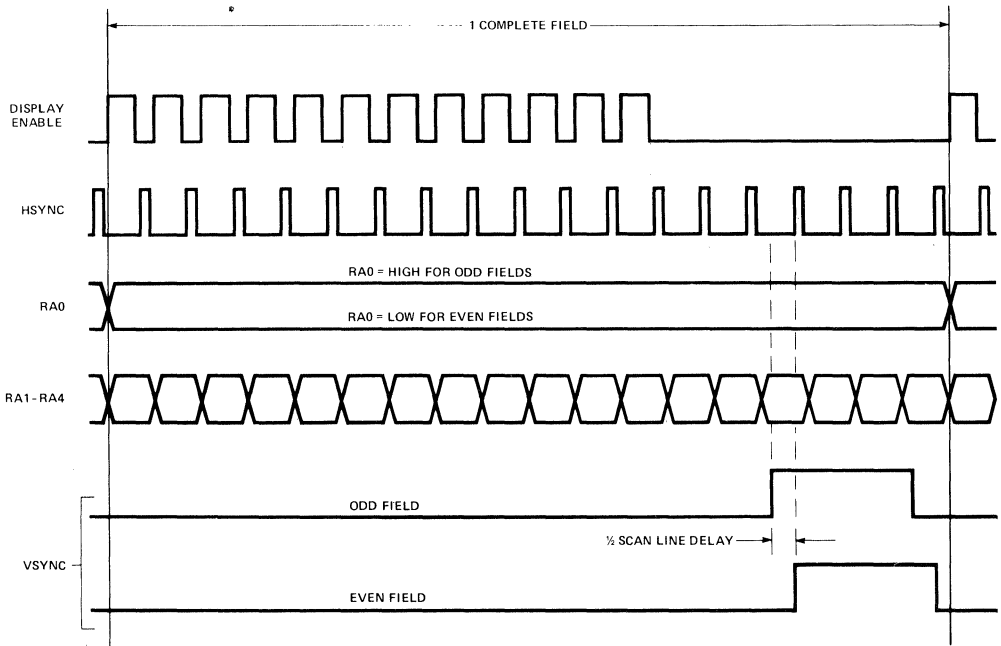 1 COMPLETE FIELD
DISPLAY
ENABLE
HSYNC
RA0 = HIGH FOR ODD FIELDS
RA0
RA0 = LOW FOR EVEN FIELDS
RA1-RA4
ODD FIELD
½ SCAN LINE DELAY
VSYNC
EVEN FIELD